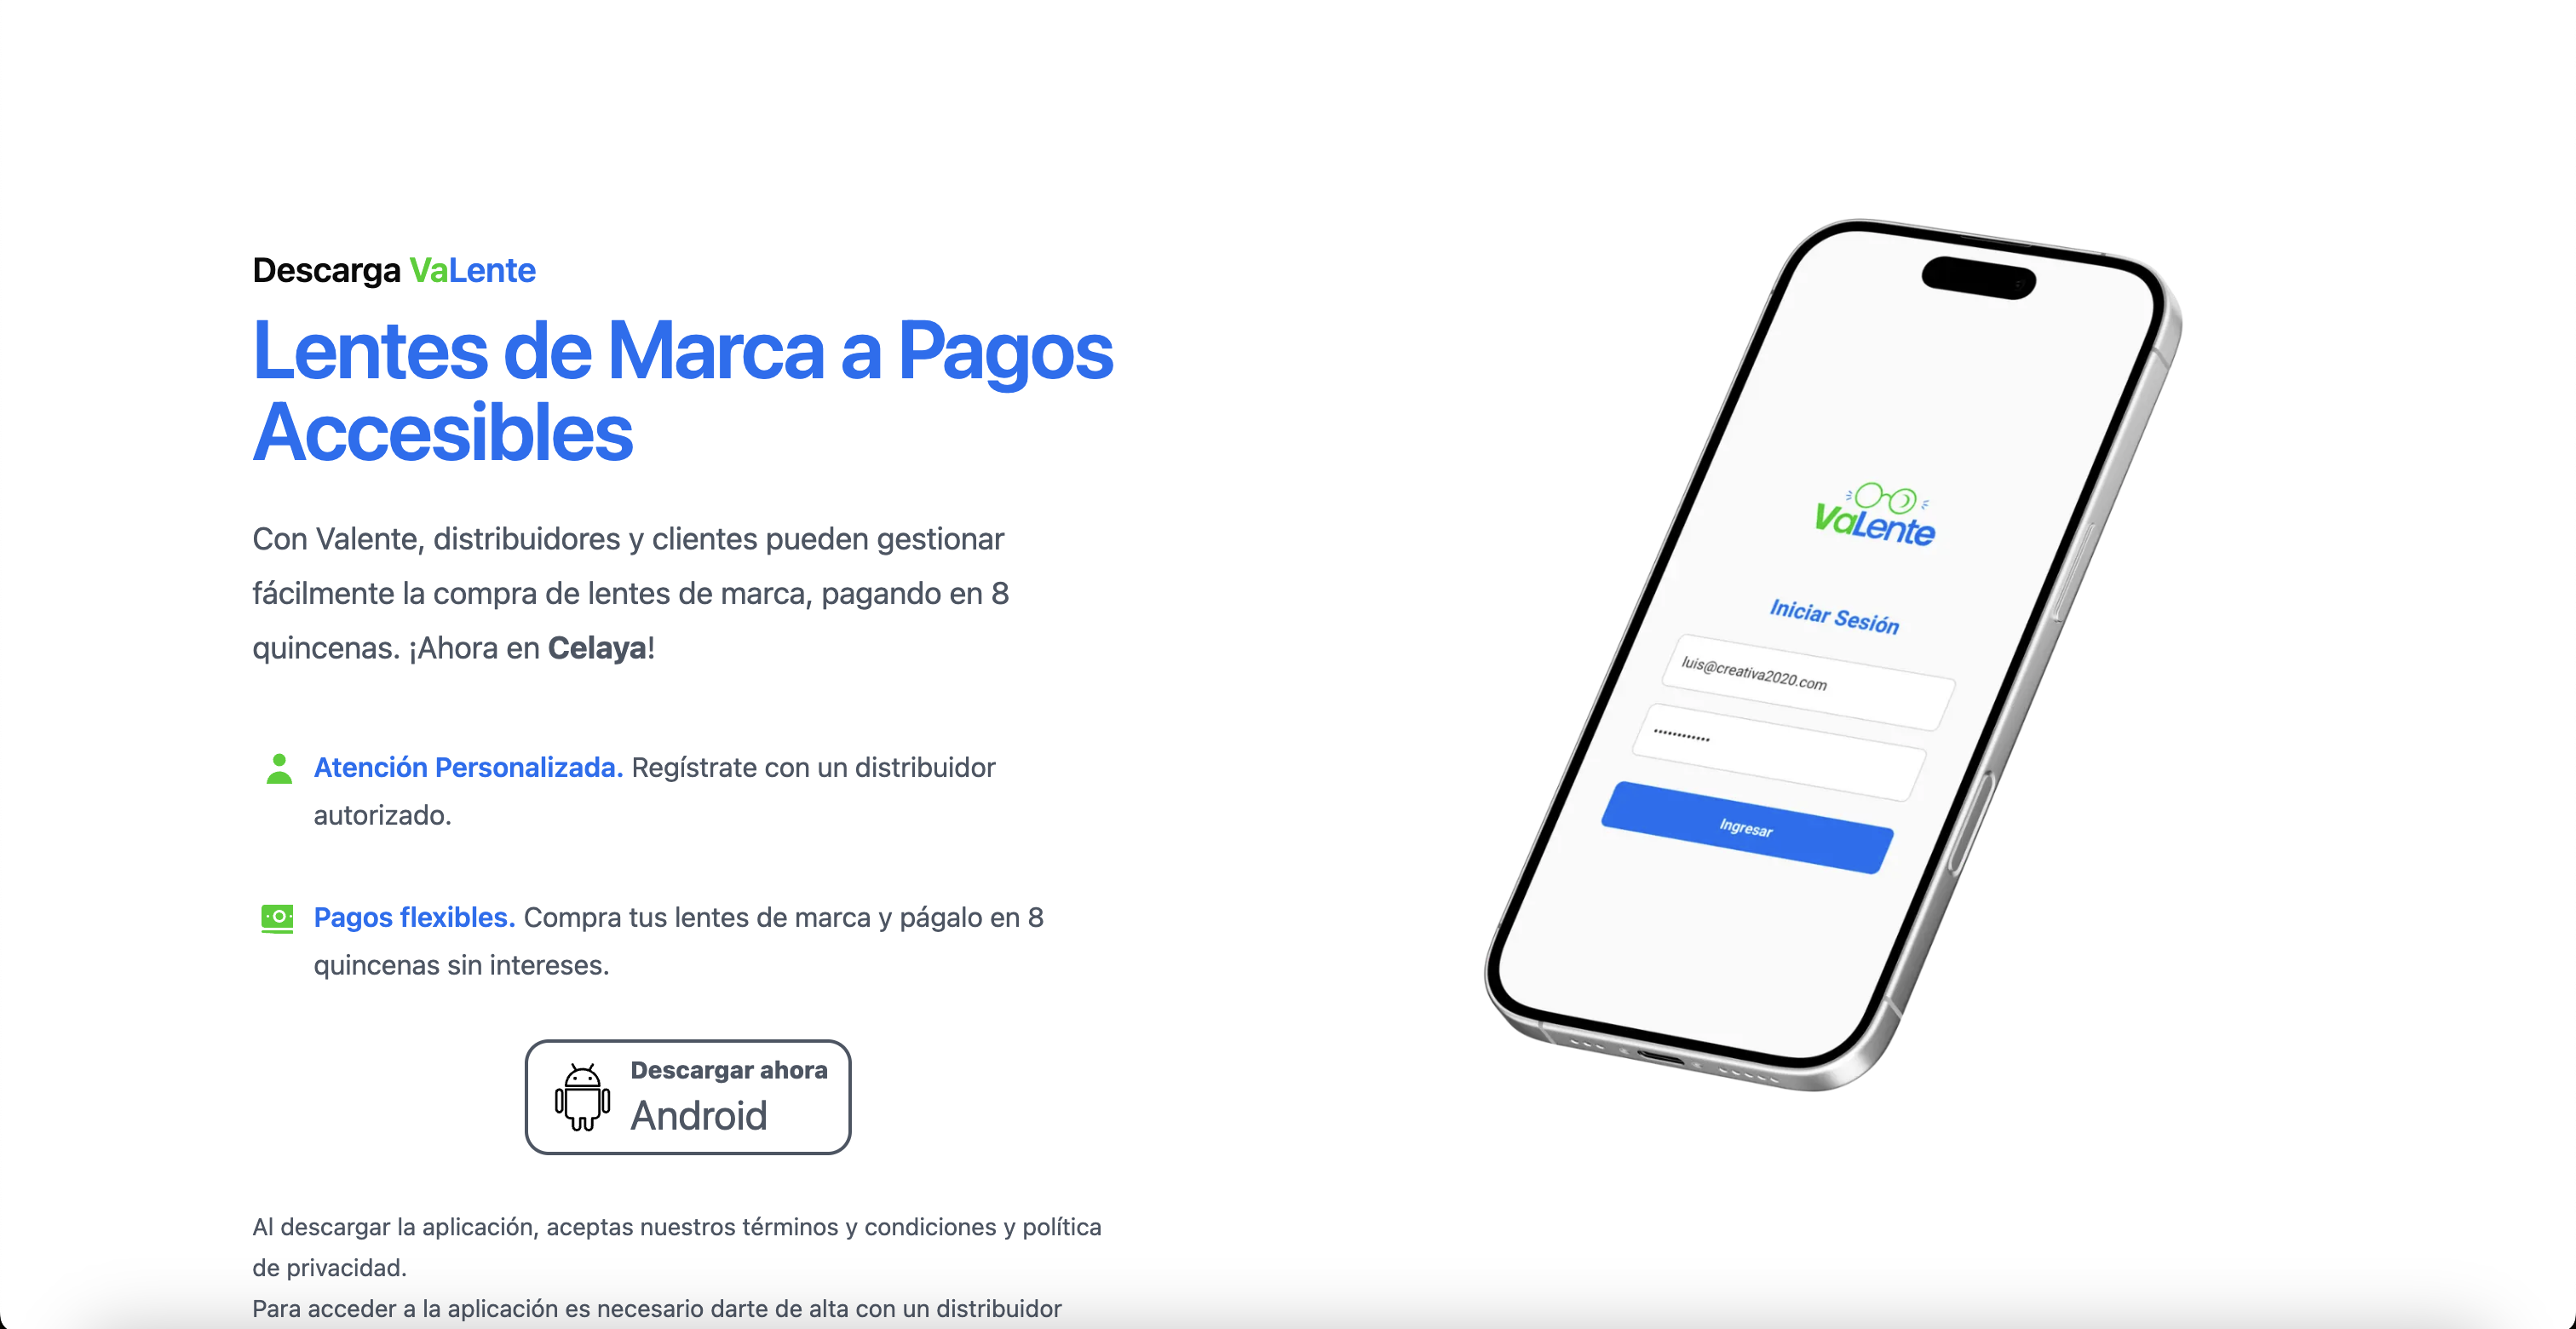 Descarga VaLente
Lentes de Marca a Pagos
Accesibles
Con Valente, distribuidores y clientes pueden gestionar
fácilmente la compra de lentes de marca, pagando en 8
quincenas. ¡Ahora en Celaya!
Atención Personalizada. Regístrate con un distribuidor
autorizado.
Pagos flexibles. Compra tus lentes de marca y págalo en 8
quincenas sin intereses.
Descargar ahora
Android
Al descargar la aplicación, aceptas nuestros términos y condiciones y política
de privacidad.
Para acceder a la aplicación es necesario darte de alta con un distribuidor
VaLente
Iniciar Sesión
luis@creativa2020.com
••••••••••••
Ingresar